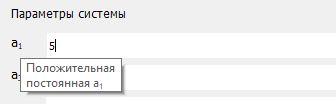 Параметры системы
a₁ 5
Положительная
постоянная a₁